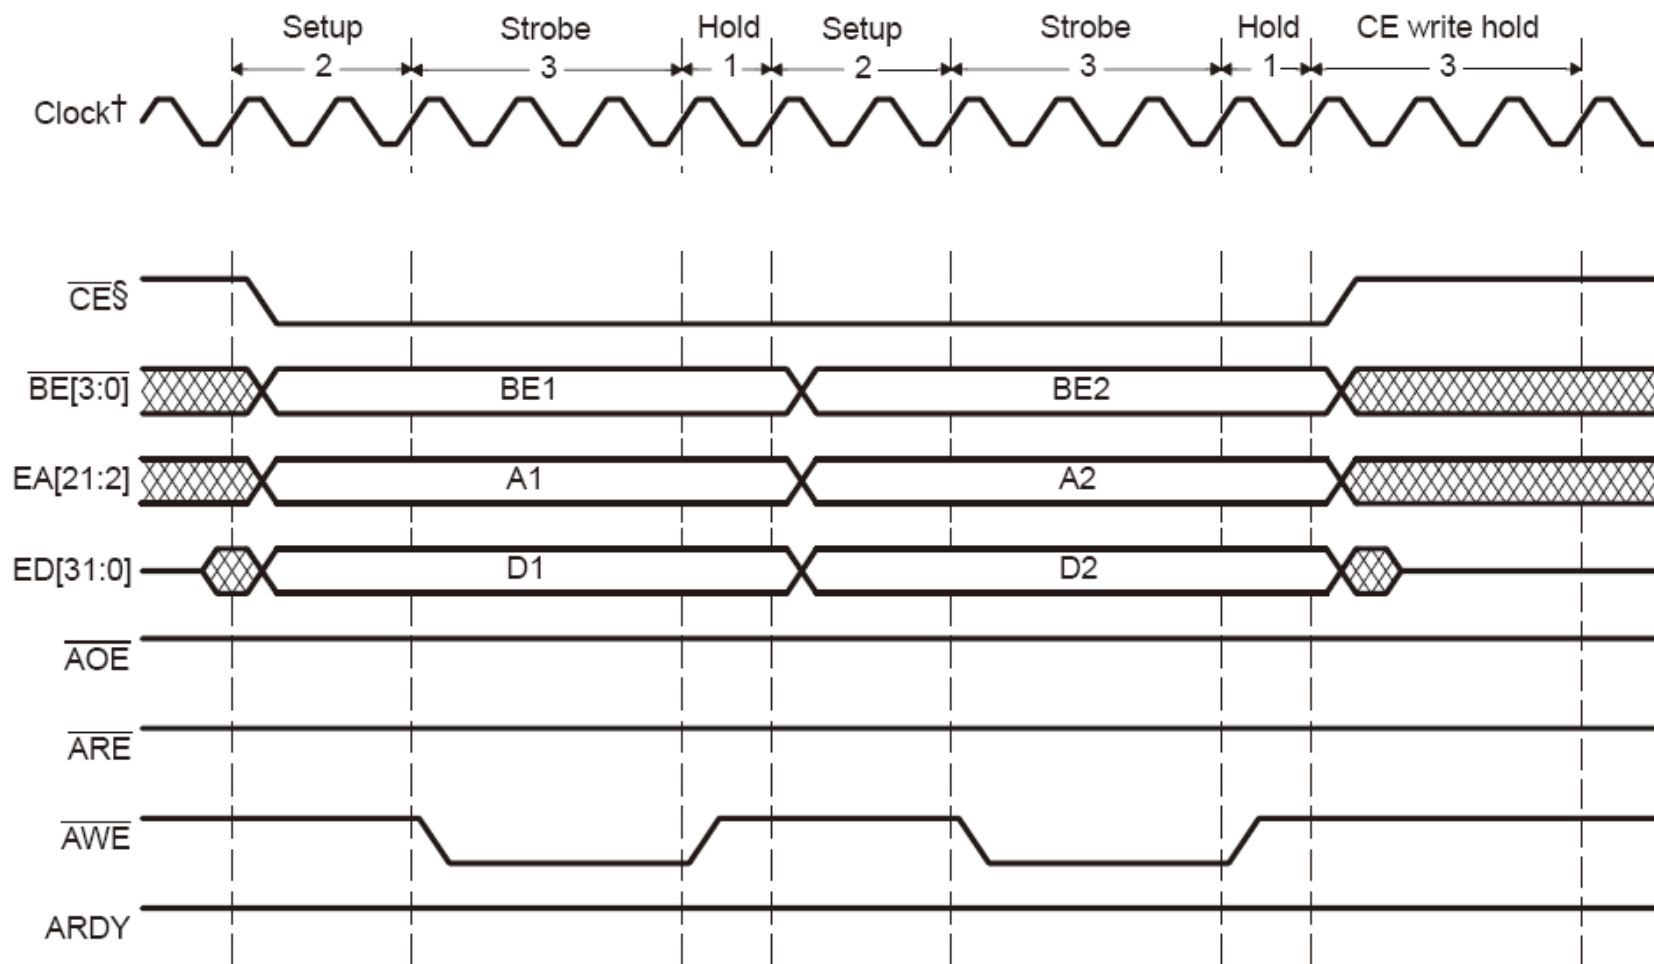 Setup Strobe Hold Setup Strobe Hold CE write hold
2 3 1 2 3 1 3
Clock†
CE§
BE[3:0] BE1 BE2
EA[21:2] A1 A2
ED[31:0] D1 D2
AOE
ARE
AWE
ARDY